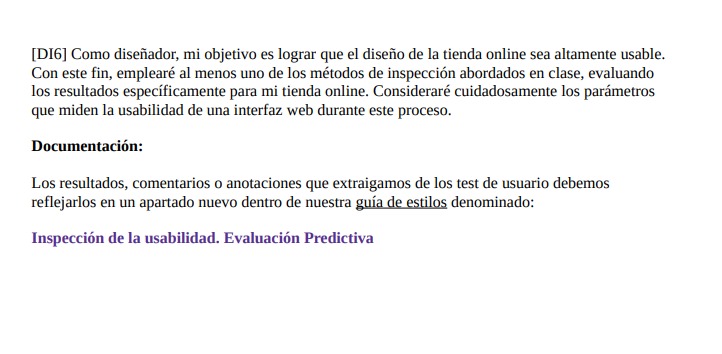 [DI6] Como diseñador, mi objetivo es lograr que el diseño de la tienda online sea altamente usable.
Con este fin, emplearé al menos uno de los métodos de inspección abordados en clase, evaluando
los resultados específicamente para mi tienda online. Consideraré cuidadosamente los parámetros
que miden la usabilidad de una interfaz web durante este proceso.
Documentación:
Los resultados, comentarios o anotaciones que extraigamos de los test de usuario debemos
reflejarlos en un apartado nuevo dentro de nuestra guía de estilos denominado:
Inspección de la usabilidad. Evaluación Predictiva